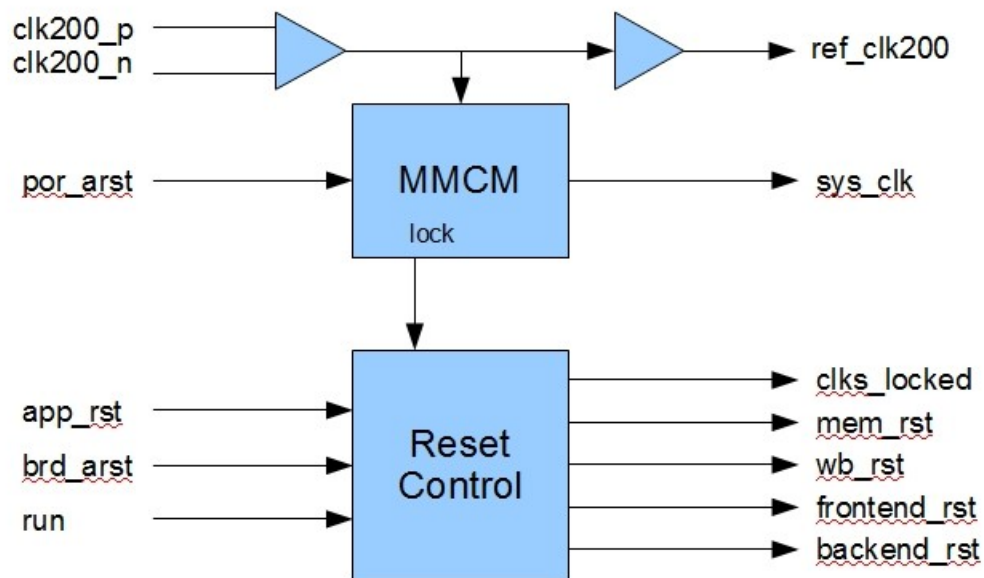 clk200_p
clk200_n
ref_clk200
MMCM
por_arst
sys_clk
lock
clks_locked
app_rst
mem_rst
Reset
Control
brd_arst
wb_rst
run
frontend_rst
backend_rst